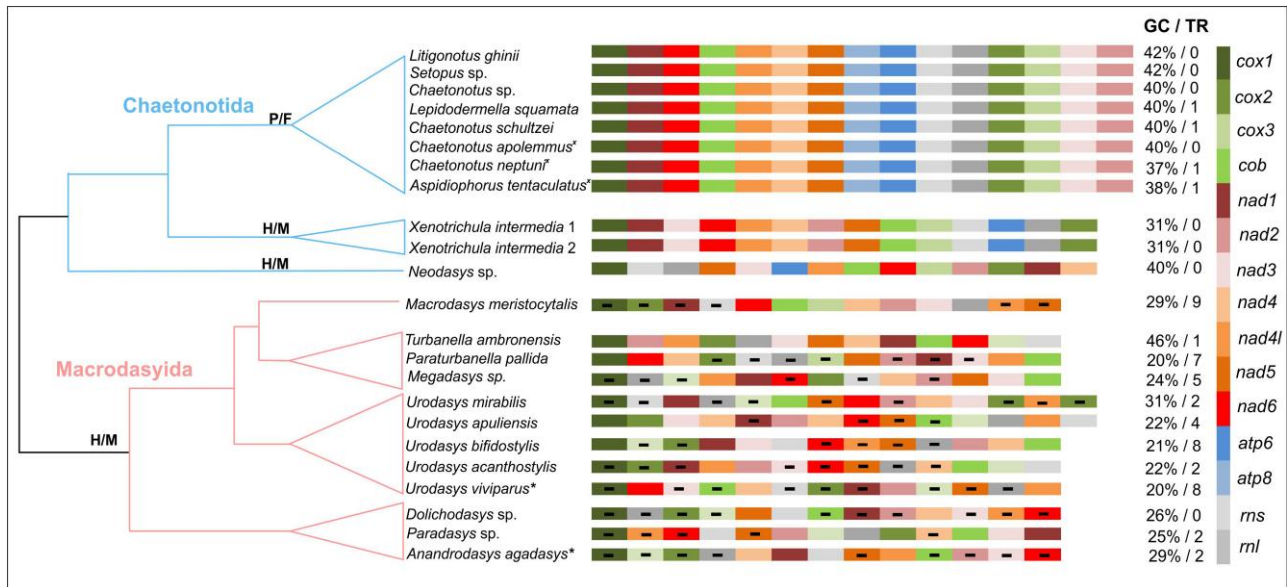 GC / TR
Litigonotus ghinii 42% / 0
Setopus sp. 42% / 0
Chaetonotus sp. 40% / 0
Lepidodermella squamata 40% / 1
Chaetonotus schultzei 40% / 1
Chaetonotus apolemmusˣ 40% / 0
Chaetonotus neptuniˣ 37% / 1
Aspidiophorus tentaculatusˣ 38% / 1
Chaetonotida
P/F
Xenotrichula intermedia 1 31% / 0
Xenotrichula intermedia 2 31% / 0
H/M
Neodasys sp. 40% / 0
H/M
Macrodasys meristocytalis 29% / 9
Turbanella ambronensis 46% / 1
Paraturbanella pallida 20% / 7
Megadasys sp. 24% / 5
Macrodasyida
Urodasys mirabilis 31% / 2
Urodasys apuliensis 22% / 4
Urodasys bifidostylis 21% / 8
Urodasys acanthostylis 22% / 2
Urodasys viviparus* 20% / 8
H/M
Dolichodasys sp. 26% / 0
Paradasys sp. 25% / 2
Anandrodasys agadasys* 29% / 2
cox1
cox2
cox3
cob
nad1
nad2
nad3
nad4
nad4l
nad5
nad6
atp6
atp8
rns
rnl